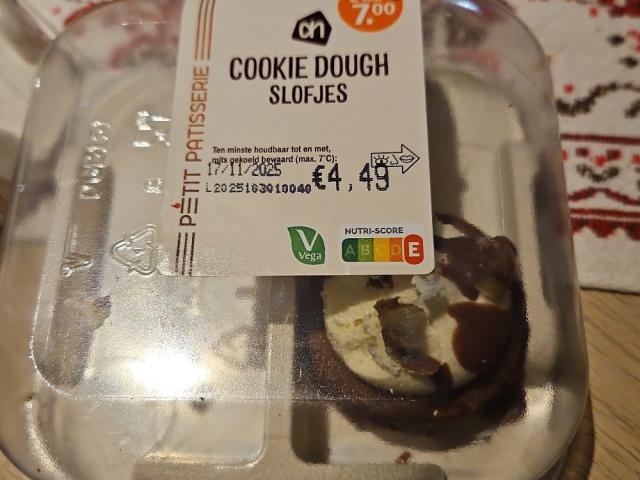 7.00
ah
COOKIE DOUGH
SLOFJES
PETIT PATISSERIE
Ten minste houdbaar tot en met,
mits gekoeld bewaard (max. 7°C):
17/11/2025
€4,49
Vega
NUTRI-SCORE
A B C D E